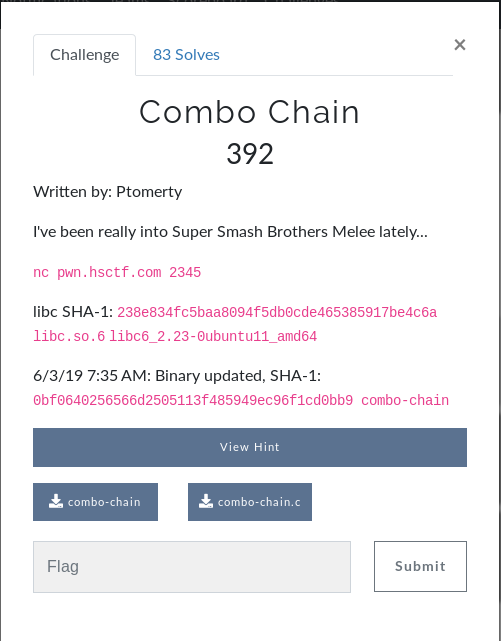 Challenge
83 Solves
×
Combo Chain
392
Written by: Ptomerty
I've been really into Super Smash Brothers Melee lately...
nc pwn.hsctf.com 2345
libc SHA-1: 238e834fc5baa8094f5db0cde465385917be4c6a
libc.so.6 libc6_2.23-0ubuntu11_amd64
6/3/19 7:35 AM: Binary updated, SHA-1:
0bf0640256566d2505113f485949ec96f1cd0bb9 combo-chain
View Hint
combo-chain
combo-chain.c
Flag
Submit